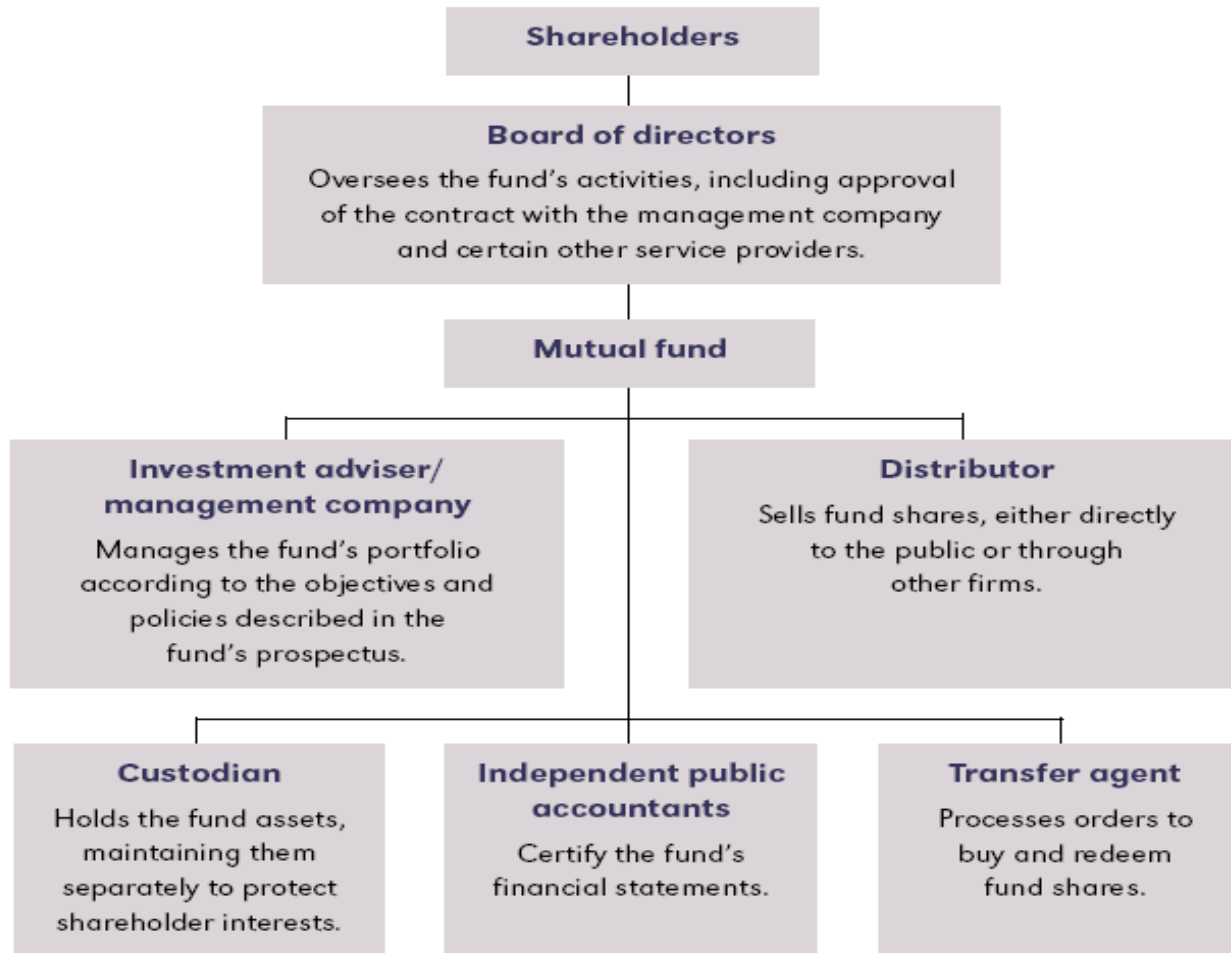 Shareholders
Board of directors
Oversees the fund’s activities, including approval
of the contract with the management company
and certain other service providers.
Mutual fund
Investment adviser/
management company
Manages the fund’s portfolio
according to the objectives and
policies described in the
fund’s prospectus.
Distributor
Sells fund shares, either directly
to the public or through
other firms.
Custodian
Holds the fund assets,
maintaining them
separately to protect
shareholder interests.
Independent public
accountants
Certify the fund’s
financial statements.
Transfer agent
Processes orders to
buy and redeem
fund shares.